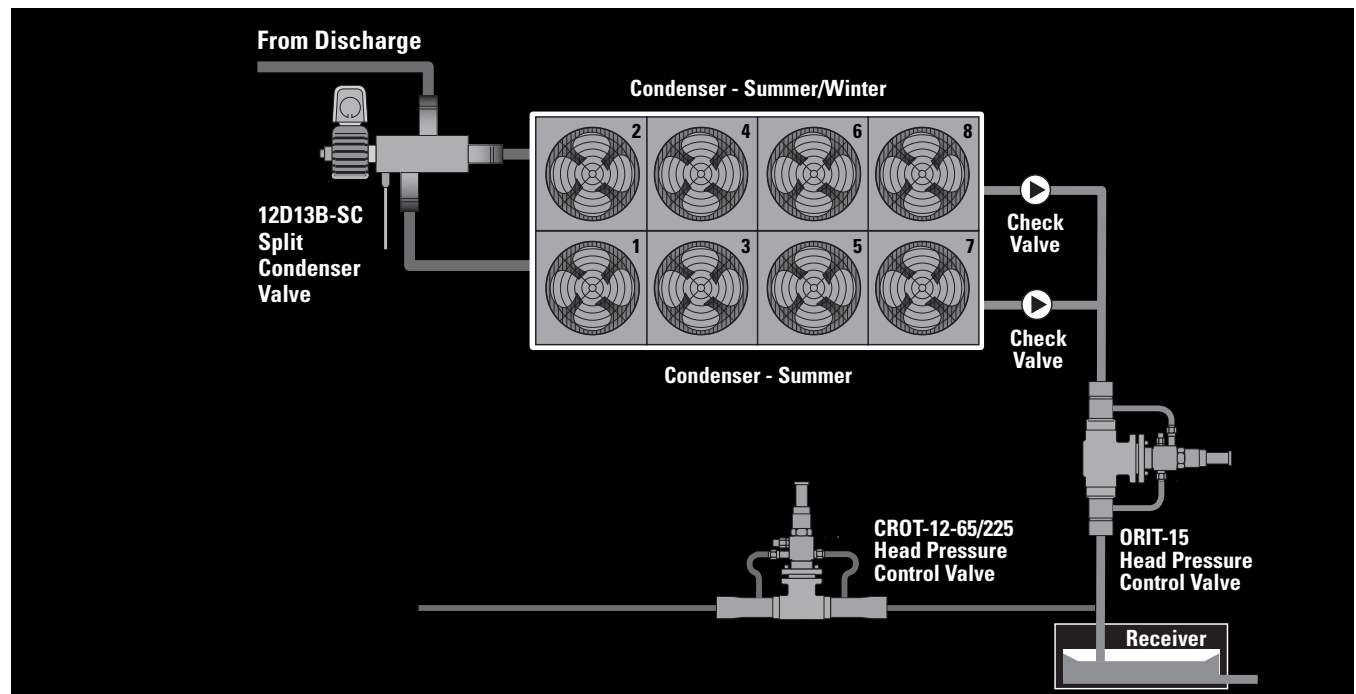 From Discharge
Condenser - Summer/Winter
2
4
6
8
12D13B-SC
Split
Condenser
Valve
1
3
5
7
Check
Valve
Check
Valve
Condenser - Summer
CROT-12-65/225
Head Pressure
Control Valve
ORIT-15
Head Pressure
Control Valve
Receiver